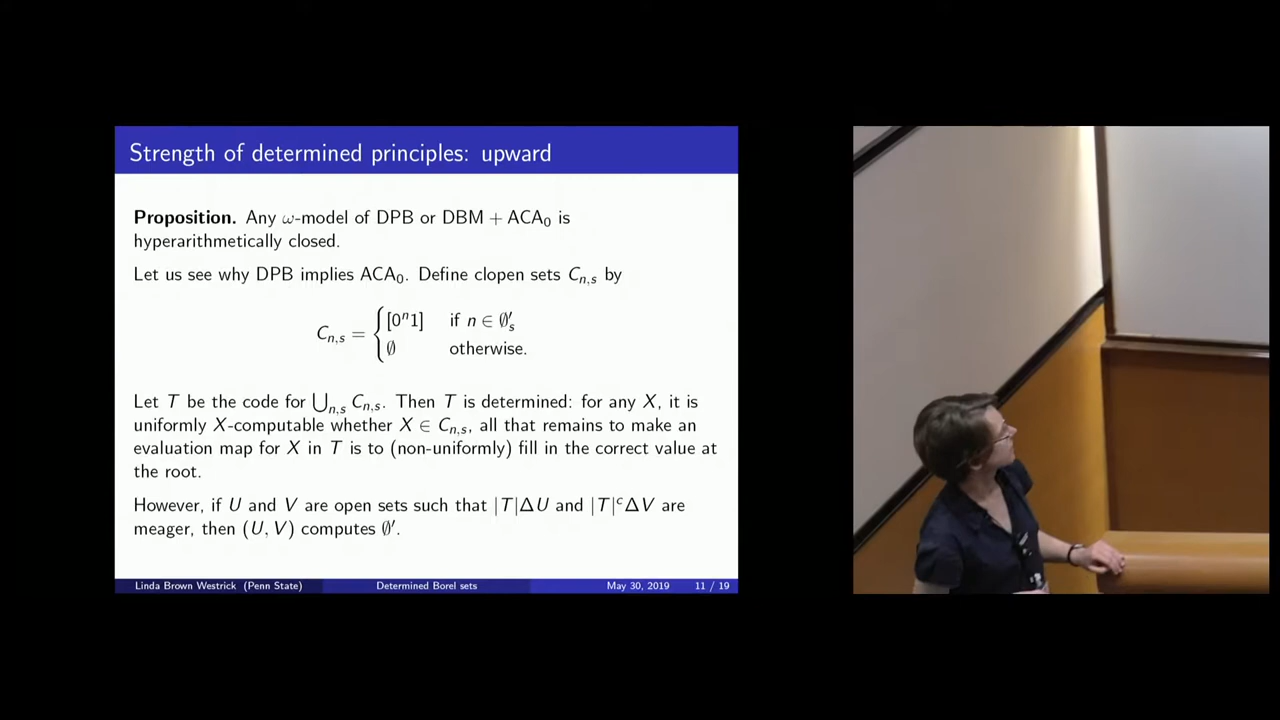 Strength of determined principles: upward
Proposition. Any ω-model of DPB or DBM + ACA₀ is
hyperarithmetically closed.
Let us see why DPB implies ACA₀. Define clopen sets Cₙ,ₛ by
Cₙ,ₛ = { [0ⁿ1] if n ∈ ∅′ₛ
∅ otherwise.
Let T be the code for ⋃ₙ,ₛ Cₙ,ₛ. Then T is determined: for any X, it is
uniformly X-computable whether X ∈ Cₙ,ₛ, all that remains to make an
evaluation map for X in T is to (non-uniformly) fill in the correct value at
the root.
However, if U and V are open sets such that |T|ΔU and |T|ᶜΔV are
meager, then (U, V) computes ∅′.
Linda Brown Westrick (Penn State) Determined Borel sets May 30, 2019 11 / 19